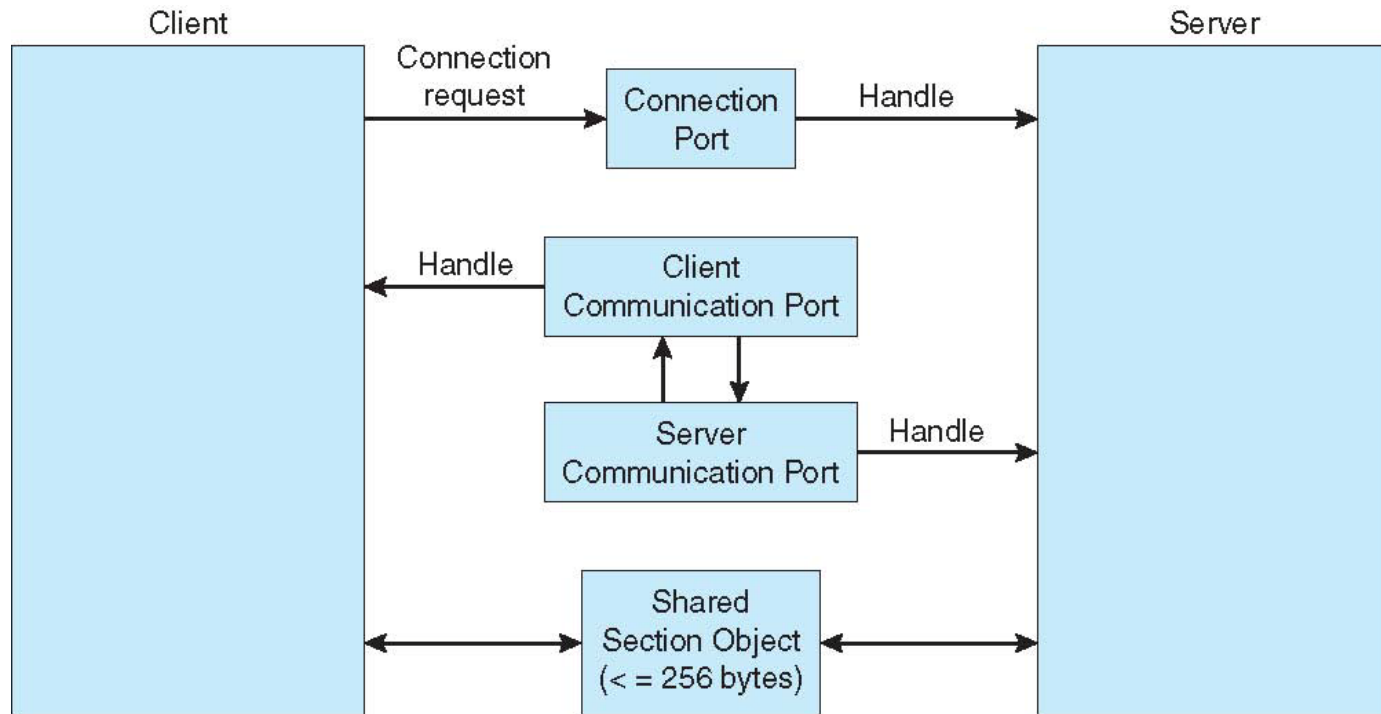 Client
Server
Connection
request
Connection
Port
Handle
Handle
Client
Communication Port
Server
Communication Port
Handle
Shared
Section Object
(< = 256 bytes)